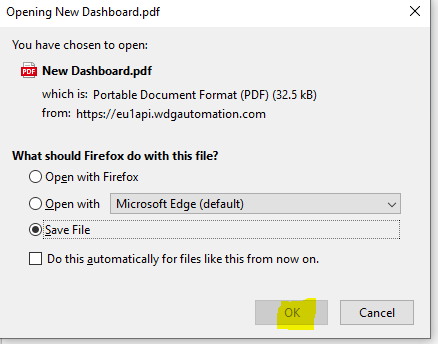 Opening New Dashboard.pdf
You have chosen to open:
PDF New Dashboard.pdf
which is: Portable Document Format (PDF) (32.5 kB)
from: https://eu1api.wdgautomation.com
What should Firefox do with this file?
Open with Firefox
Open with Microsoft Edge (default)
Save File
Do this automatically for files like this from now on.
OK Cancel